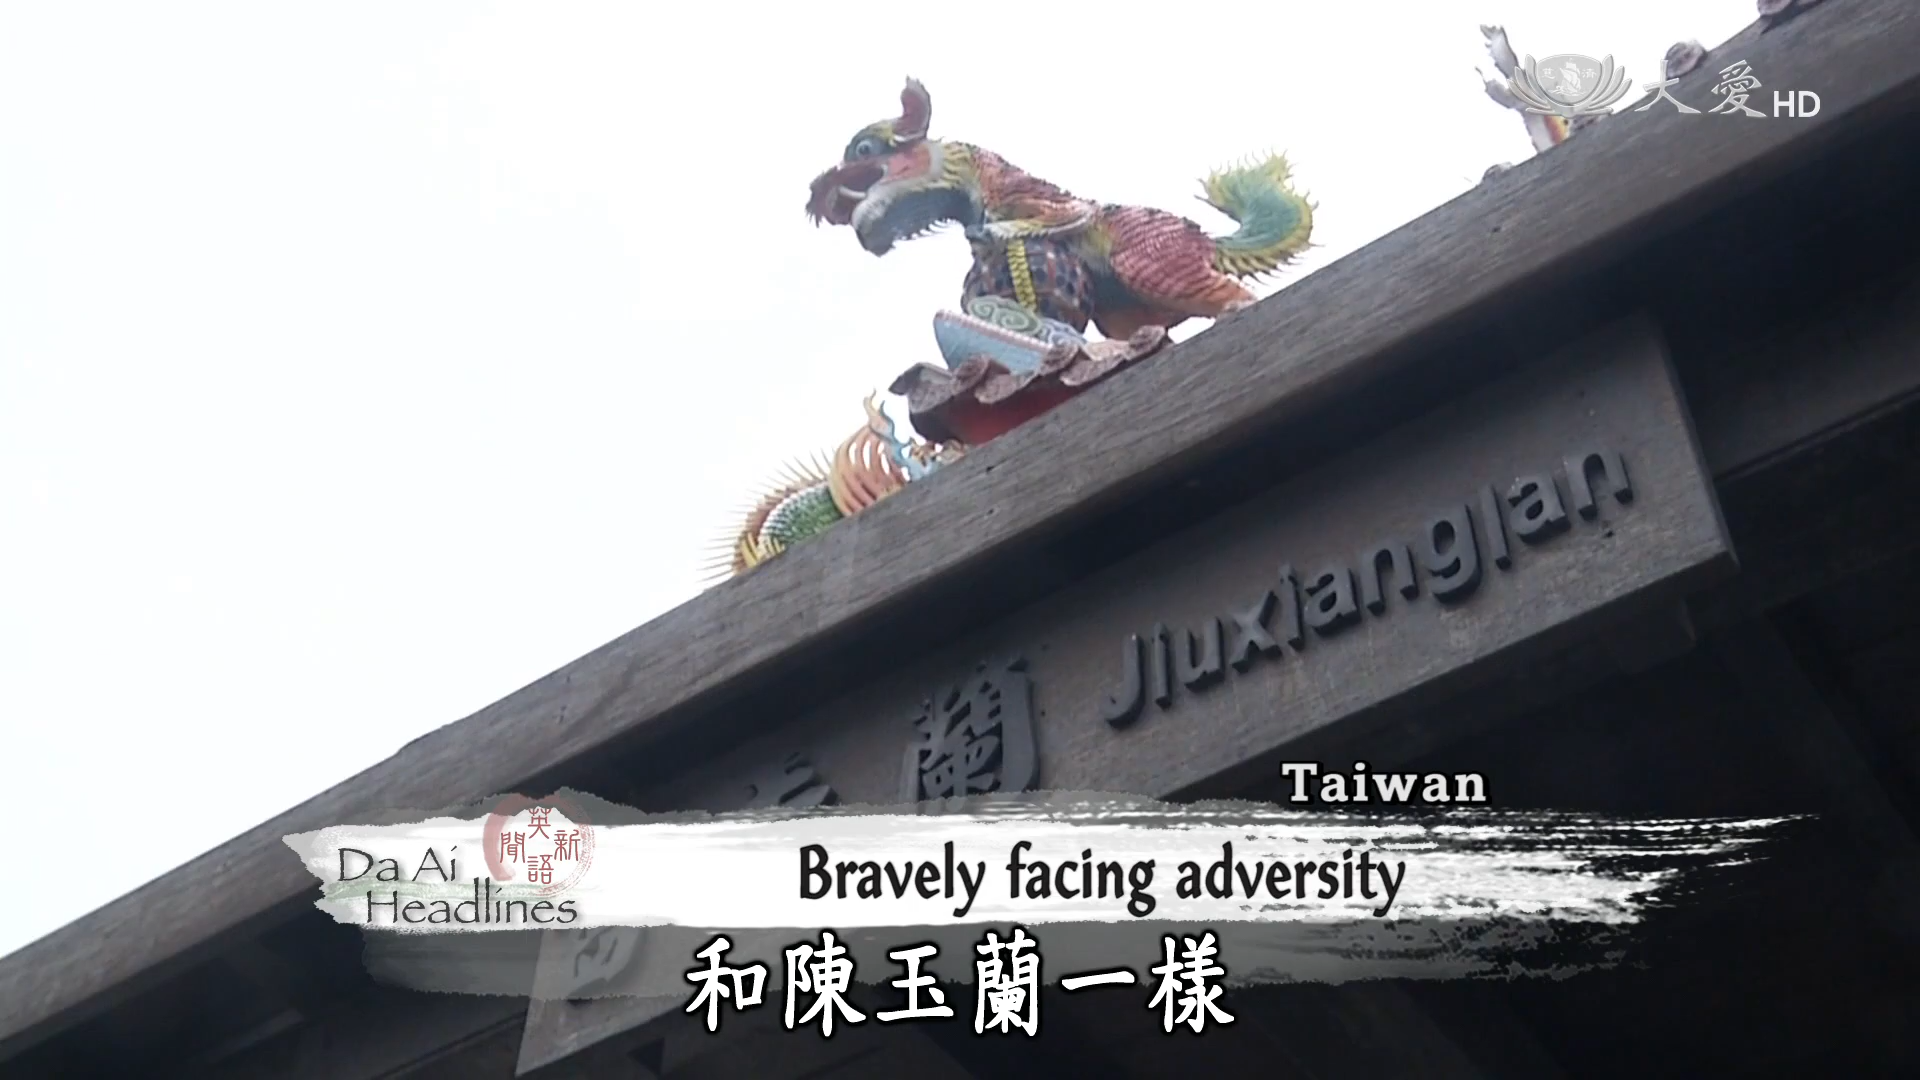 大愛HD
蘭 Jiuxianglan
Taiwan
英語新聞
Da Ai
Headlines
Bravely facing adversity
和陳玉蘭一樣